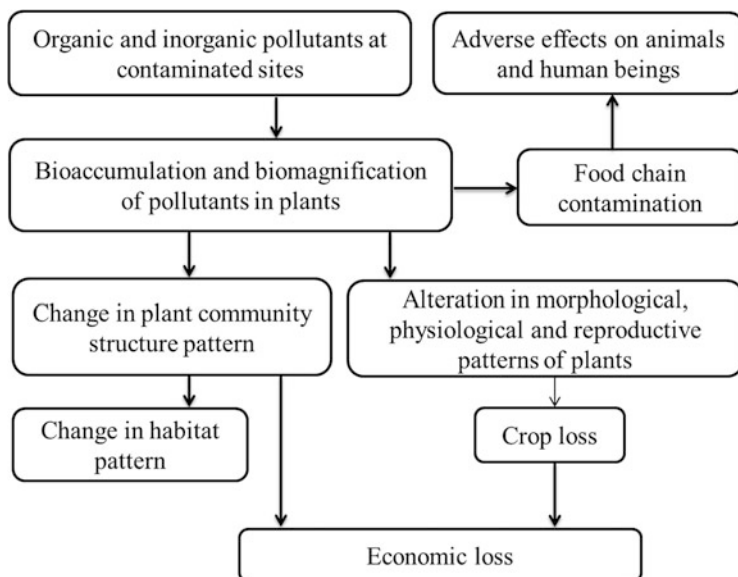 Organic and inorganic pollutants at
contaminated sites
Adverse effects on animals
and human beings
Bioaccumulation and biomagnification
of pollutants in plants
Food chain
contamination
Change in plant community
structure pattern
Alteration in morphological,
physiological and reproductive
patterns of plants
Change in habitat
pattern
Crop loss
Economic loss